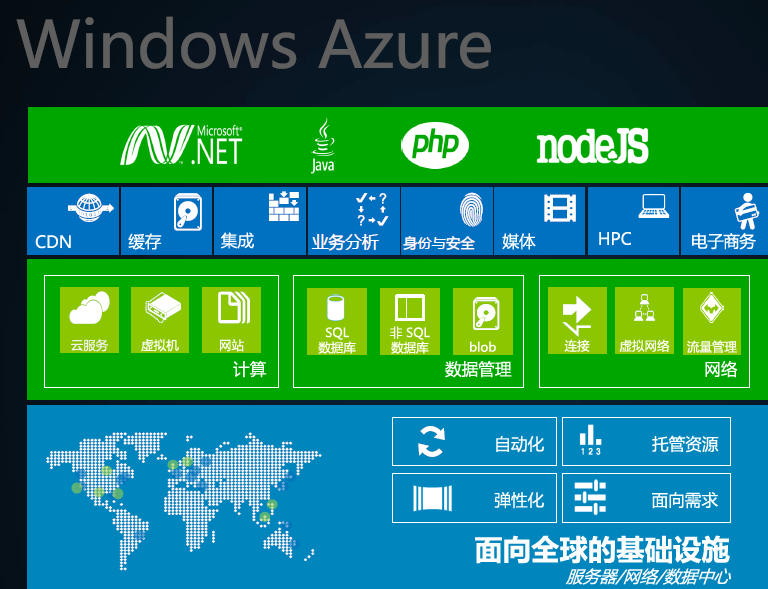 Windows Azure
Microsoft® .NET
Java
php
nodeJS
CDN
缓存
集成
业务分析
身份与安全
媒体
HPC
电子商务
云服务
虚拟机
网站
计算
SQL
数据库
非 SQL
数据库
blob
数据管理
连接
虚拟网络
流量管理
网络
自动化
1 2 3
托管资源
弹性化
面向需求
面向全球的基础设施
服务器/网络/数据中心